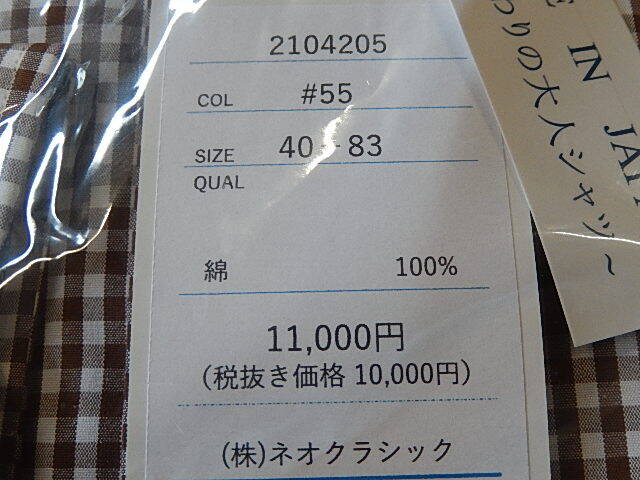 2104205
COL #55
SIZE 40 - 83
QUAL
綿 100%
11,000円
(税抜き価格 10,000円)
(株)ネオクラシック
IN
わりの大人シャツ～